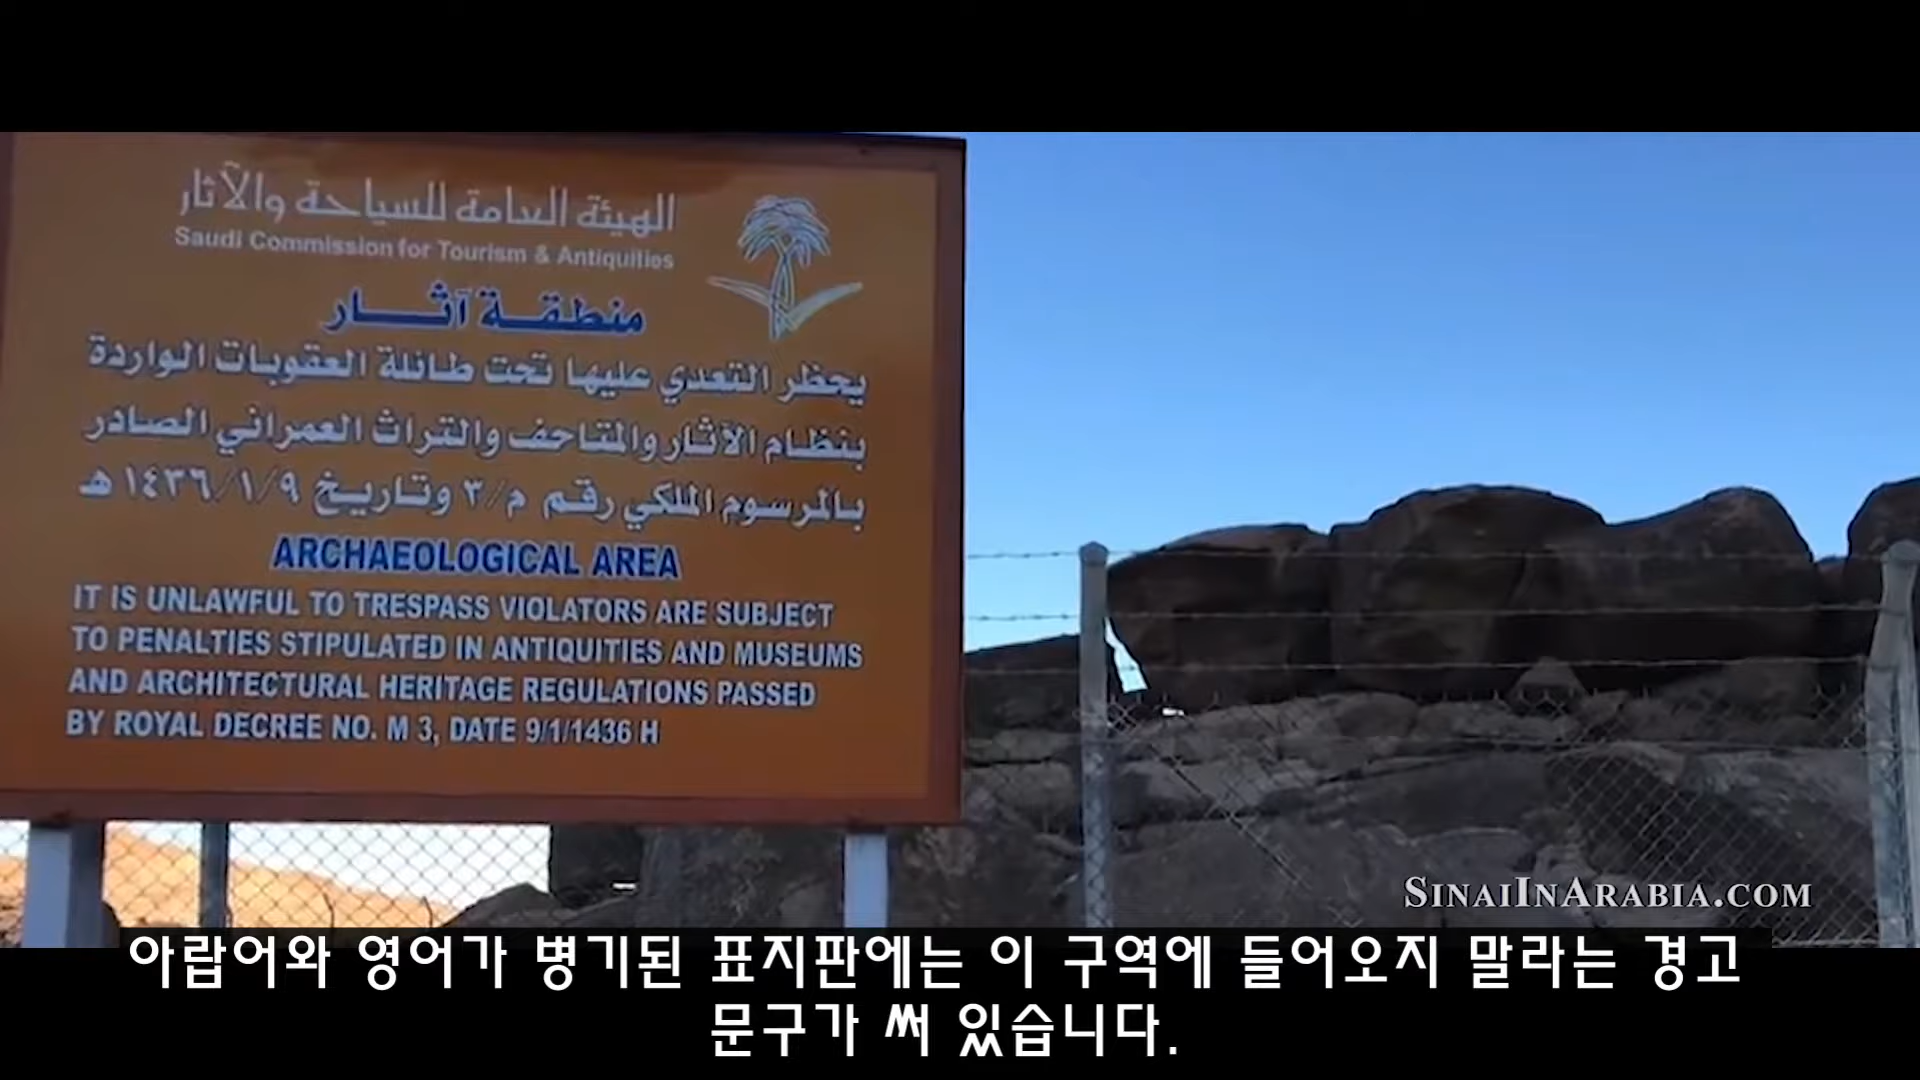 الهيئة العامة للسياحة والآثار
Saudi Commission for Tourism & Antiquities
منطقــة آثــــار
يحظر التعدي عليها تحت طائلة العقوبات الواردة
بنظام الآثار والمتاحف والتراث العمراني الصادر
بالمرسوم الملكي رقم م/٣ وتاريخ ١٤٣٦/١/٩ هـ
ARCHAEOLOGICAL AREA
IT IS UNLAWFUL TO TRESPASS VIOLATORS ARE SUBJECT
TO PENALTIES STIPULATED IN ANTIQUITIES AND MUSEUMS
AND ARCHITECTURAL HERITAGE REGULATIONS PASSED
BY ROYAL DECREE NO. M 3, DATE 9/1/1436 H
SINAIINARABIA.COM
아랍어와 영어가 병기된 표지판에는 이 구역에 들어오지 말라는 경고
문구가 써 있습니다.